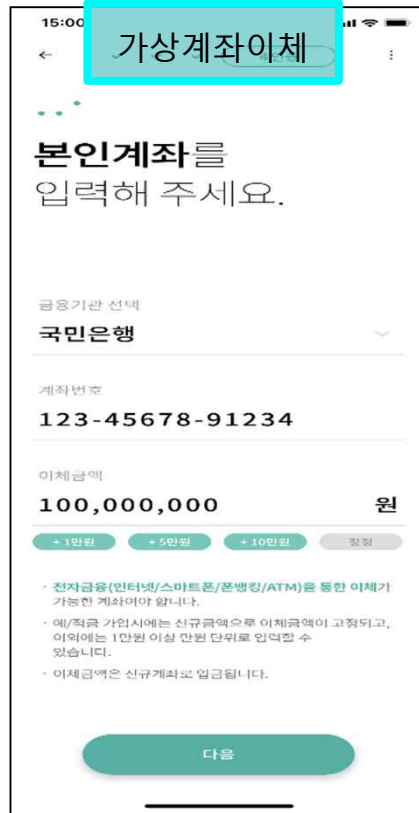 15:00
가상계좌이체
본인계좌를
입력해 주세요.
금융기관 선택
국민은행
계좌번호
123-45678-91234
이체금액
100,000,000 원
+ 1만원 + 5만원 + 10만원 정정
· 전자금융(인터넷/스마트폰/폰뱅킹/ATM)을 통한 이체가
가능한 계좌여야 합니다.
· 예/적금 가입시에는 신규금액으로 이체금액이 고정되고,
이외에는 1만원 이상 만원 단위로 입력할 수
있습니다.
· 이체금액은 신규계좌로 입금됩니다.
다음